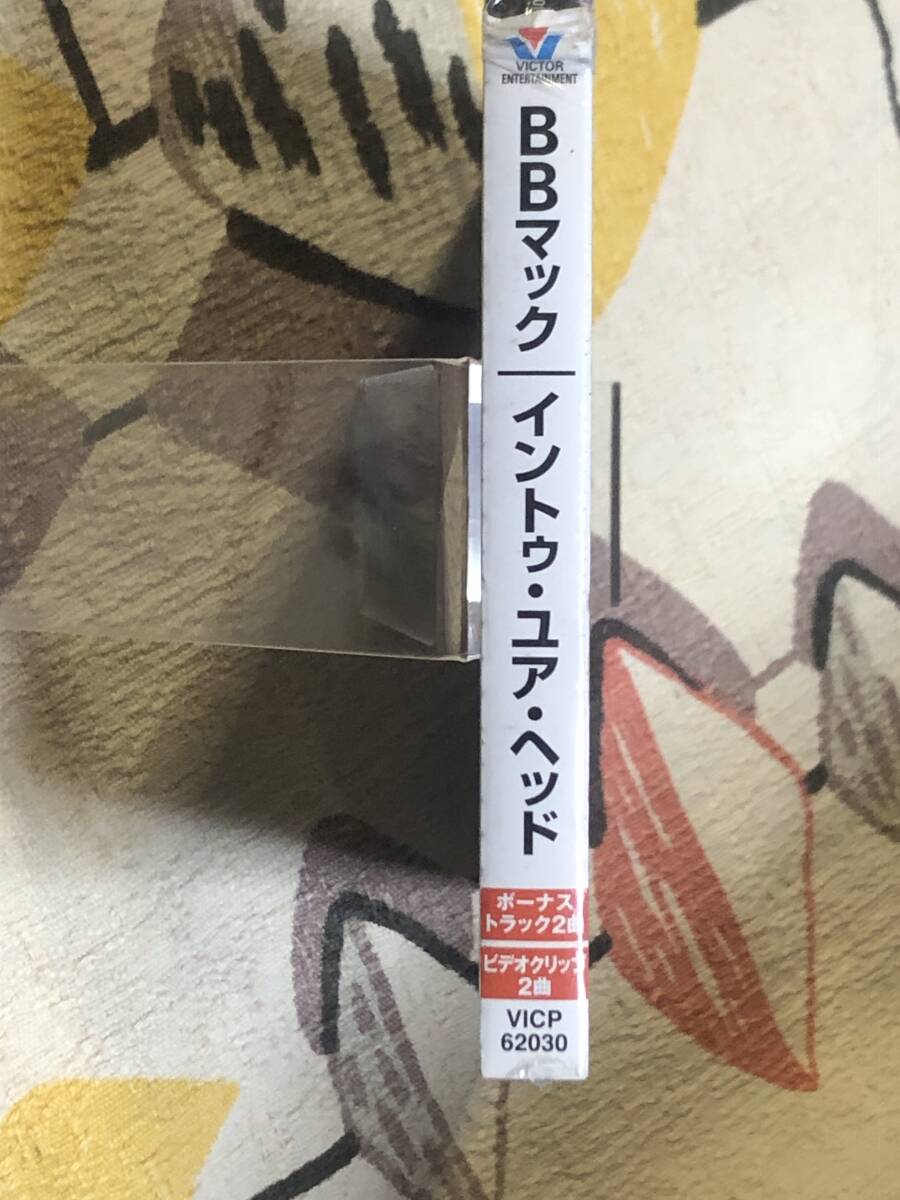 VICTOR
ENTERTAINMENT
BBマック
イントゥ・ユア・ヘッド
ボーナス
トラック2曲
ビデオクリップ
2曲
VICP
62030